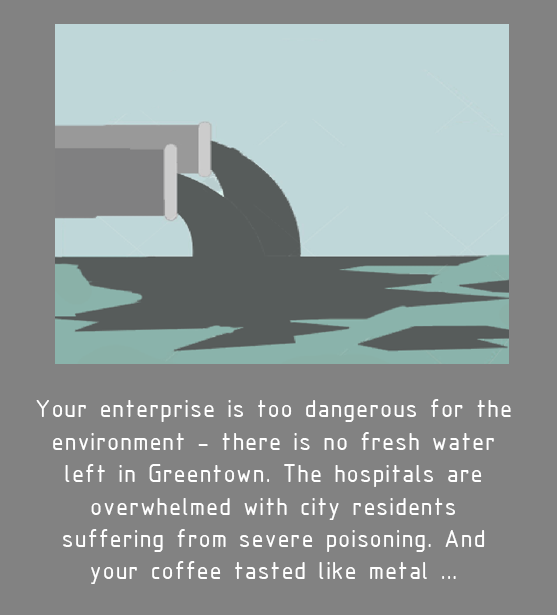 Your enterprise is too dangerous for the
environment - there is no fresh water
left in Greentown. The hospitals are
overwhelmed with city residents
suffering from severe poisoning. And
your coffee tasted like metal ...